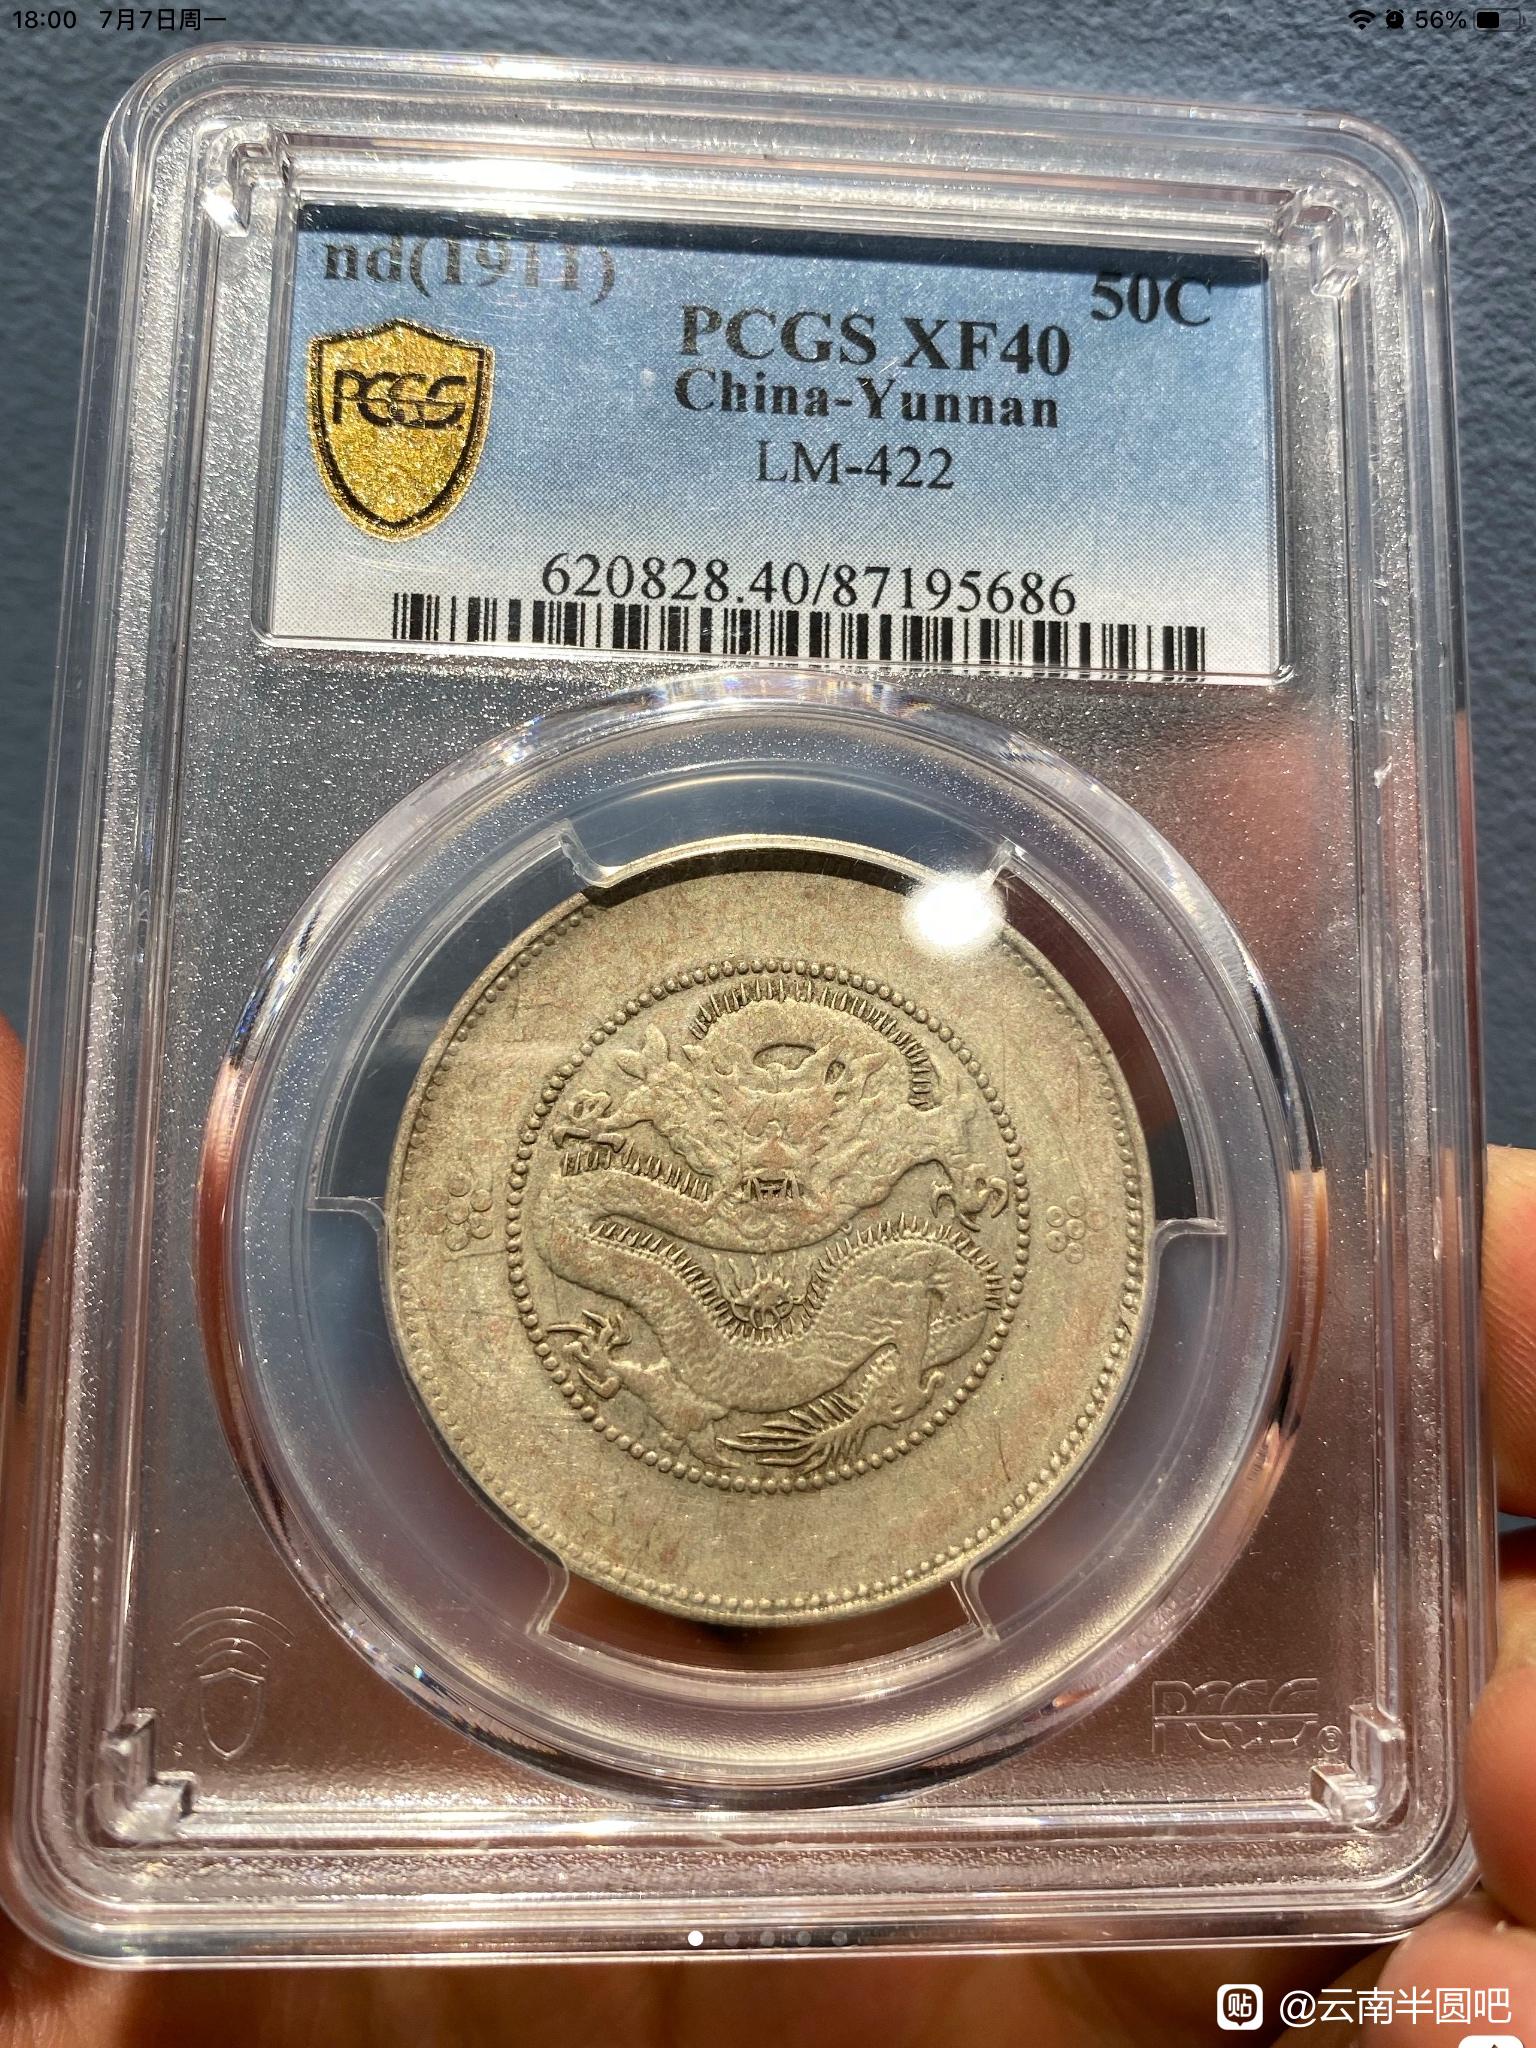 18:00 7月7日周一
56%
nd(1911)
50C
PCGS XF40
China-Yunnan
PCGS
LM-422
620828.40/87195686
PCGS®
贴 @云南半圆吧